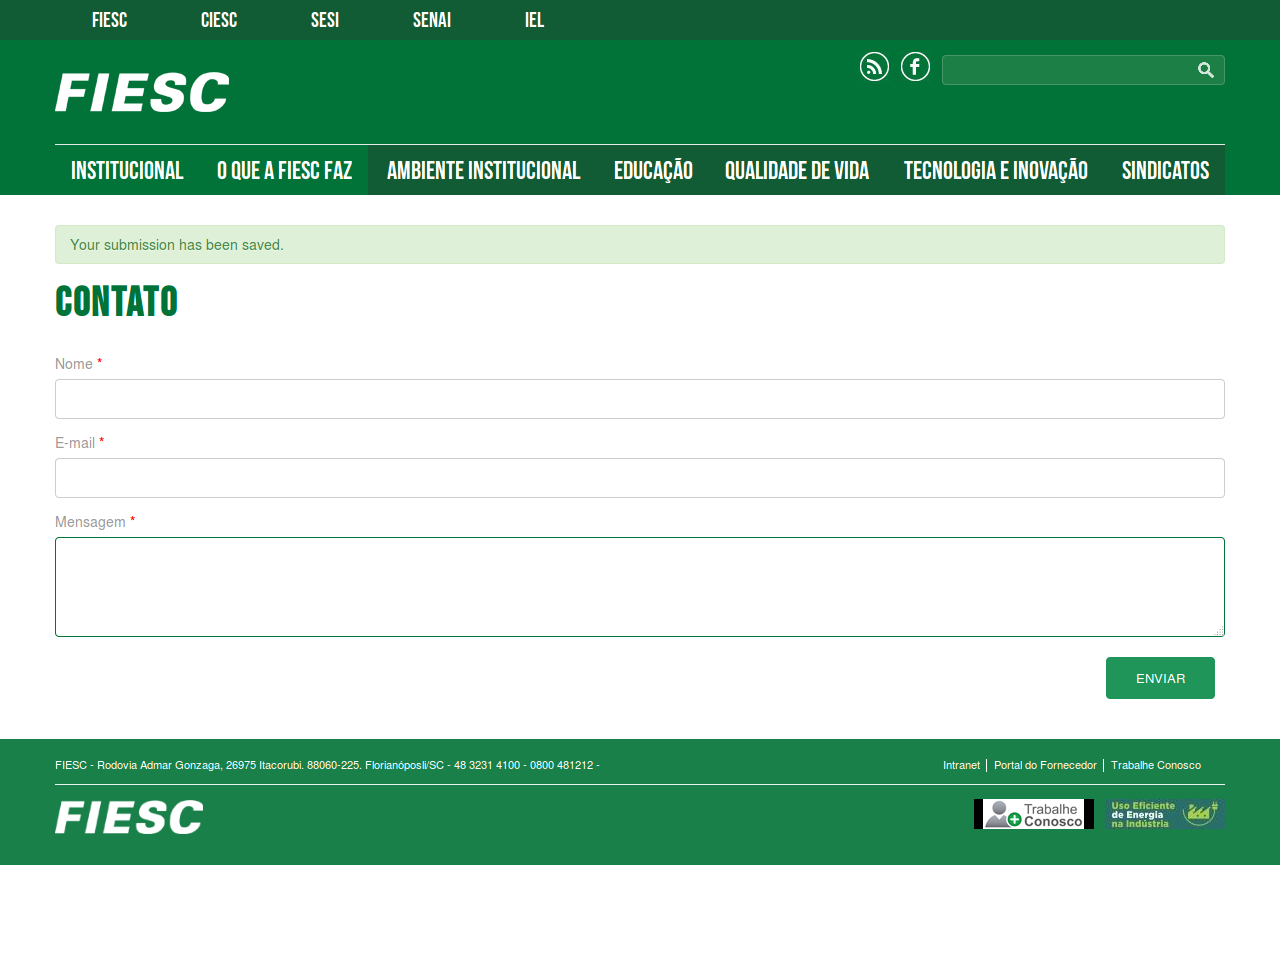 FIESC CIESC SESI SENAI IEL
FIESC
INSTITUCIONAL O QUE A FIESC FAZ AMBIENTE INSTITUCIONAL EDUCAÇÃO QUALIDADE DE VIDA TECNOLOGIA E INOVAÇÃO SINDICATOS
Your submission has been saved.
CONTATO
Nome *
E-mail *
Mensagem *
ENVIAR
FIESC - Rodovia Admar Gonzaga, 26975 Itacorubi. 88060-225. Florianóposli/SC - 48 3231 4100 - 0800 481212 -
Intranet Portal do Fornecedor Trabalhe Conosco
FIESC
Trabalhe
Conosco
Uso Eficiente
de Energia
na Indústria